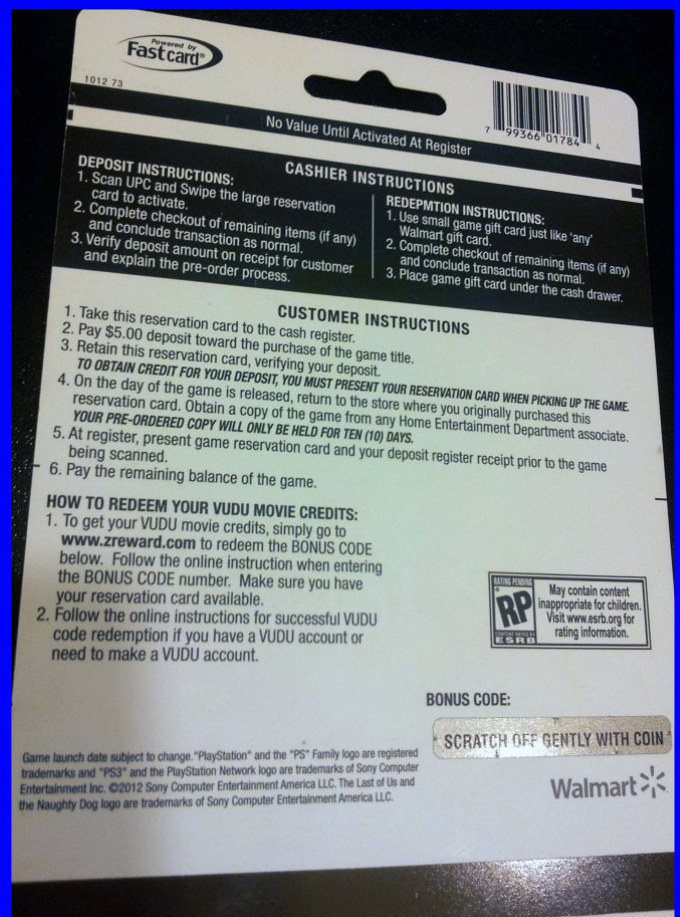 Powered by
Fastcard®
1012 73
7 99366 01784 4
No Value Until Activated At Register
CASHIER INSTRUCTIONS
DEPOSIT INSTRUCTIONS:
1. Scan UPC and Swipe the large reservation
card to activate.
2. Complete checkout of remaining items (if any)
and conclude transaction as normal.
3. Verify deposit amount on receipt for customer
and explain the pre-order process.
REDEPMTION INSTRUCTIONS:
1. Use small game gift card just like 'any'
Walmart gift card.
2. Complete checkout of remaining items (if any)
and conclude transaction as normal.
3. Place game gift card under the cash drawer.
CUSTOMER INSTRUCTIONS
1. Take this reservation card to the cash register.
2. Pay $5.00 deposit toward the purchase of the game title.
3. Retain this reservation card, verifying your deposit.
TO OBTAIN CREDIT FOR YOUR DEPOSIT, YOU MUST PRESENT YOUR RESERVATION CARD WHEN PICKING UP THE GAME.
4. On the day of the game is released, return to the store where you originally purchased this
reservation card. Obtain a copy of the game from any Home Entertainment Department associate.
YOUR PRE-ORDERED COPY WILL ONLY BE HELD FOR TEN (10) DAYS.
5. At register, present game reservation card and your deposit register receipt prior to the game
being scanned.
6. Pay the remaining balance of the game.
HOW TO REDEEM YOUR VUDU MOVIE CREDITS:
1. To get your VUDU movie credits, simply go to
www.zreward.com to redeem the BONUS CODE
below. Follow the online instruction when entering
the BONUS CODE number. Make sure you have
your reservation card available.
2. Follow the online instructions for successful VUDU
code redemption if you have a VUDU account or
need to make a VUDU account.
RATING PENDING
RP
CONTENT RATED BY
ESRB
May contain content
inappropriate for children.
Visit www.esrb.org for
rating information.
BONUS CODE:
SCRATCH OFF GENTLY WITH COIN
Walmart
Game launch date subject to change. "PlayStation" and the "PS" Family logo are registered
trademarks and "PS3" and the PlayStation Network logo are trademarks of Sony Computer
Entertainment Inc. ©2012 Sony Computer Entertainment America LLC. The Last of Us and
the Naughty Dog logo are trademarks of Sony Computer Entertainment America LLC.